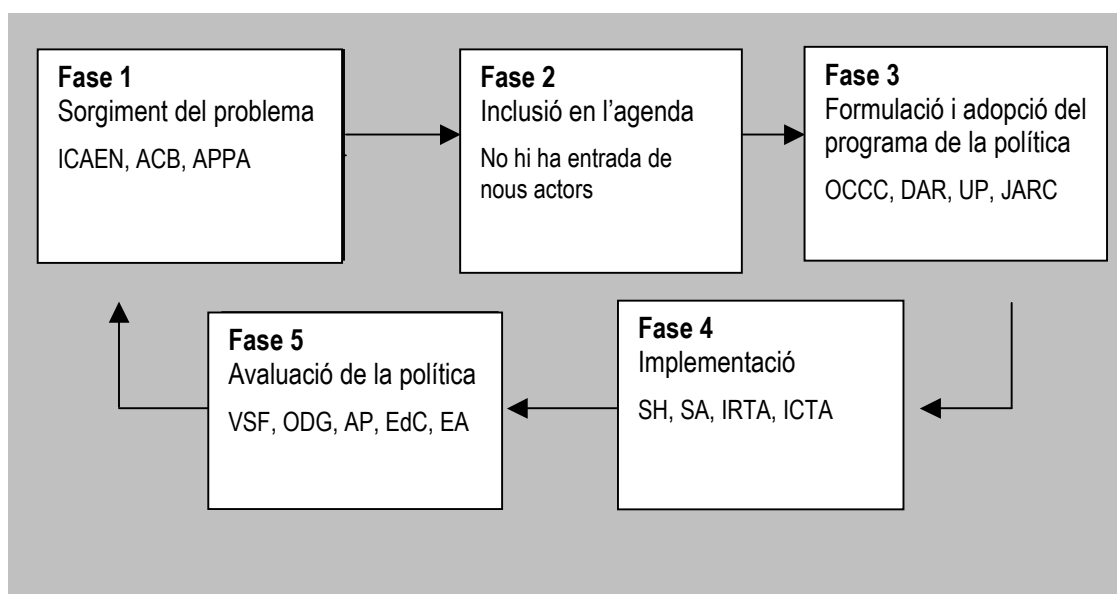 Fase 1
Sorgiment del problema
ICAEN, ACB, APPA
Fase 2
Inclusió en l’agenda
No hi ha entrada de
nous actors
Fase 3
Formulació i adopció del
programa de la política
OCCC, DAR, UP, JARC
Fase 4
Implementació
SH, SA, IRTA, ICTA
Fase 5
Avaluació de la política
VSF, ODG, AP, EdC, EA